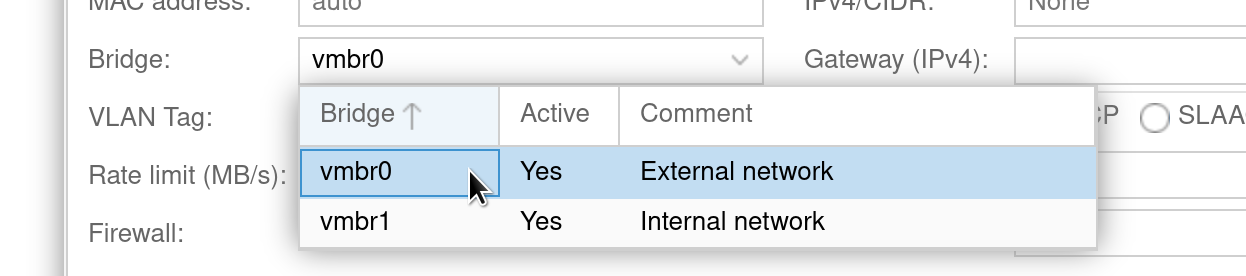 MAC address: auto IPv4/CIDR: None
Bridge: vmbr0 Gateway (IPv4):
Bridge Active Comment
VLAN Tag: CP SLAA
vmbr0 Yes External network
Rate limit (MB/s):
vmbr1 Yes Internal network
Firewall: